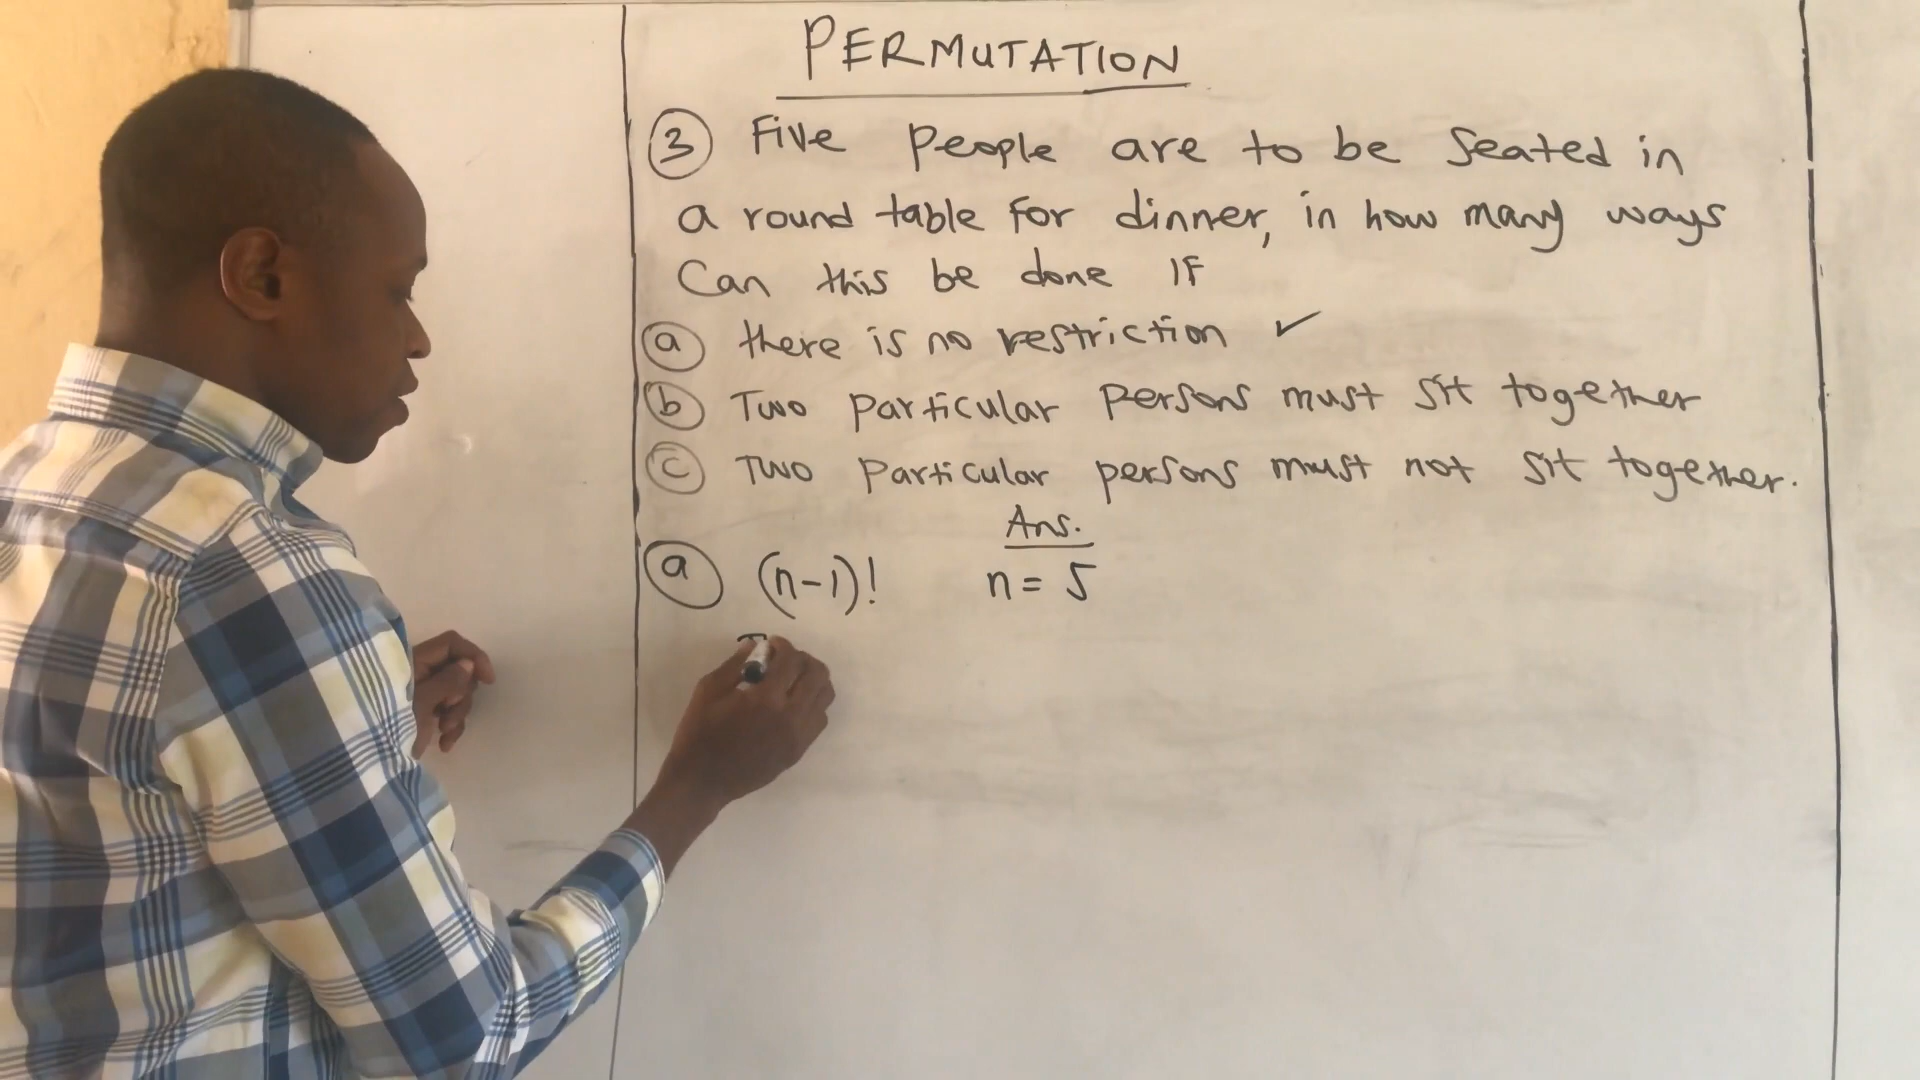 PERMUTATION
3 Five people are to be seated in
a round table for dinner, in how many ways
Can this be done IF
a there is no restriction ✓
b Two particular persons must sit together
c Two particular persons must not sit together.
Ans.
a (n-1)! n = 5